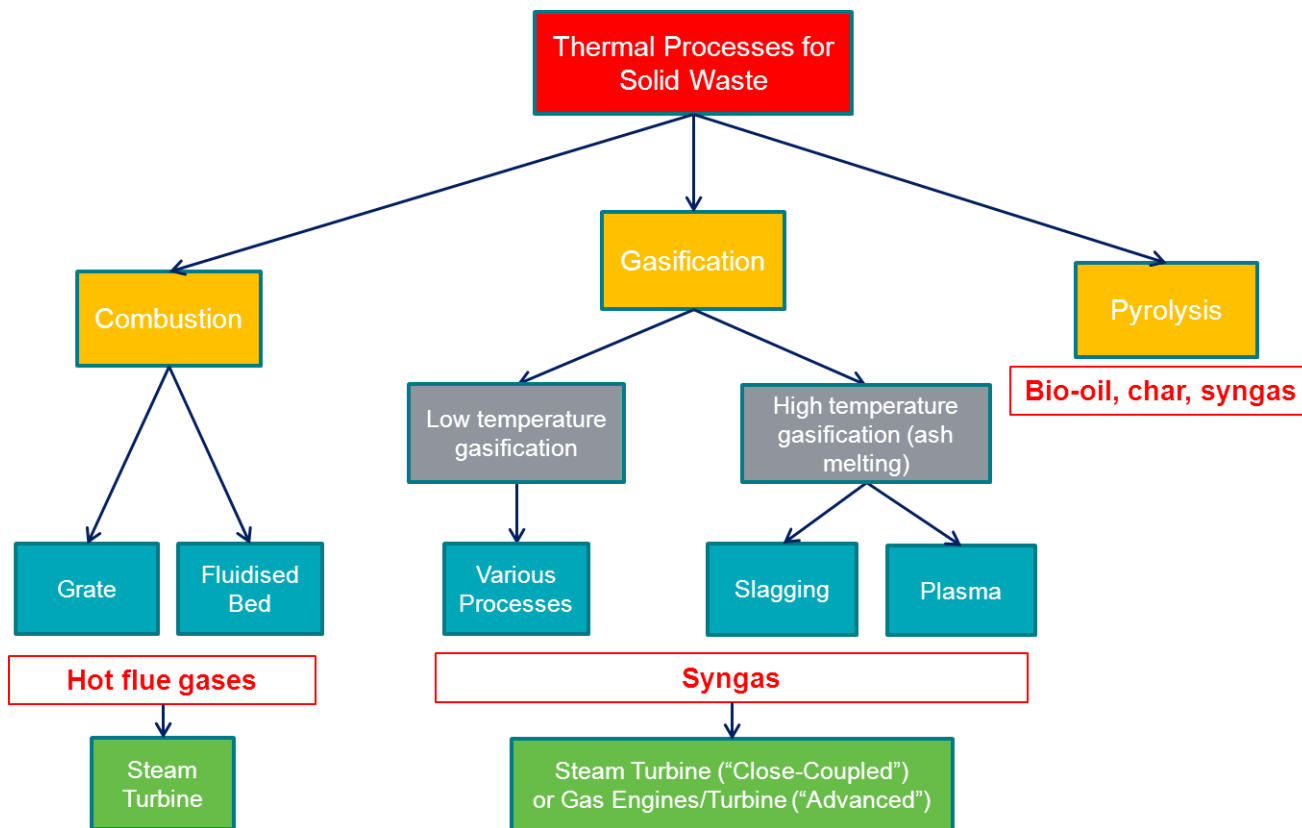 Thermal Processes for
Solid Waste
Gasification
Combustion
Pyrolysis
Bio-oil, char, syngas
Low temperature
gasification
High temperature
gasification (ash
melting)
Grate
Fluidised
Bed
Various
Processes
Slagging
Plasma
Hot flue gases
Syngas
Steam
Turbine
Steam Turbine (“Close-Coupled”)
or Gas Engines/Turbine (“Advanced”)